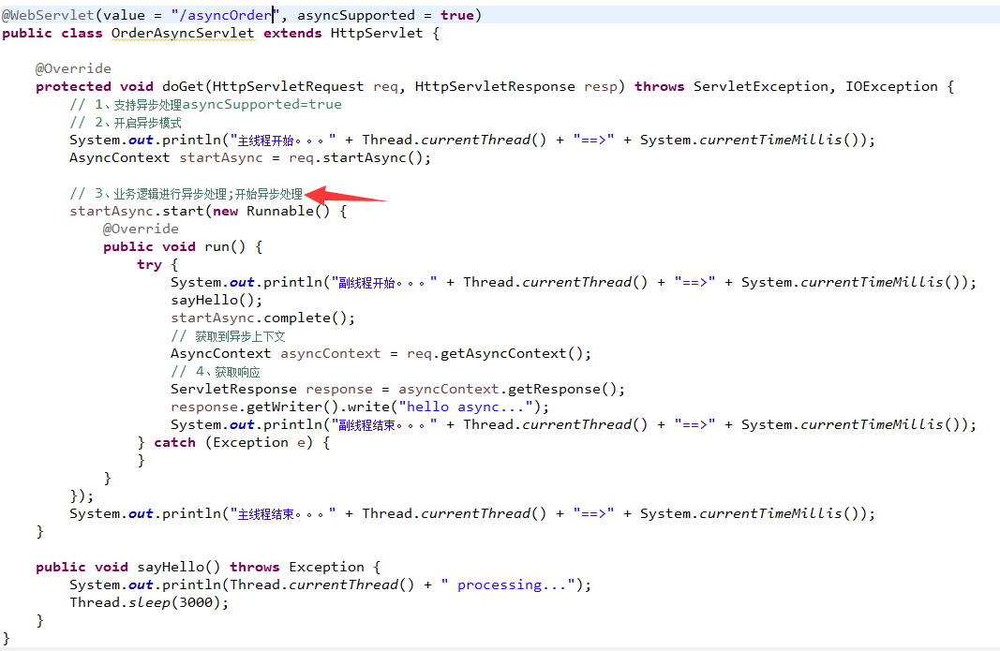 @WebServlet(value = "/asyncOrder", asyncSupported = true)
public class OrderAsyncServlet extends HttpServlet {
@Override
protected void doGet(HttpServletRequest req, HttpServletResponse resp) throws ServletException, IOException {
// 1、支持异步处理asyncSupported=true
// 2、开启异步模式
System.out.println("主线程开始。。。" + Thread.currentThread() + "==>" + System.currentTimeMillis());
AsyncContext startAsync = req.startAsync();
// 3、业务逻辑进行异步处理;开始异步处理
startAsync.start(new Runnable() {
@Override
public void run() {
try {
System.out.println("副线程开始。。。" + Thread.currentThread() + "==>" + System.currentTimeMillis());
sayHello();
startAsync.complete();
// 获取到异步上下文
AsyncContext asyncContext = req.getAsyncContext();
// 4、获取响应
ServletResponse response = asyncContext.getResponse();
response.getWriter().write("hello async...");
System.out.println("副线程结束。。。" + Thread.currentThread() + "==>" + System.currentTimeMillis());
} catch (Exception e) {
}
}
});
System.out.println("主线程结束。。。" + Thread.currentThread() + "==>" + System.currentTimeMillis());
}
public void sayHello() throws Exception {
System.out.println(Thread.currentThread() + " processing...");
Thread.sleep(3000);
}
}